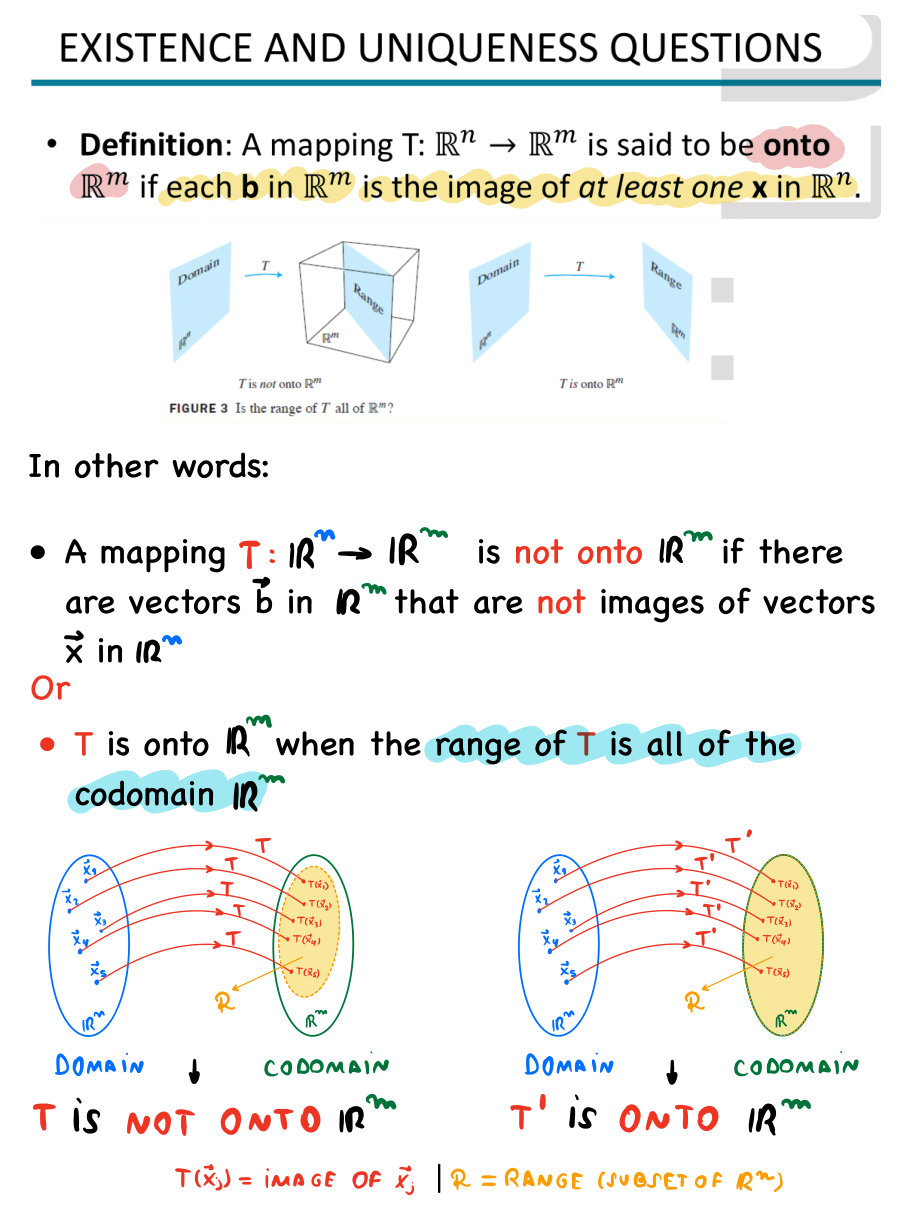 EXISTENCE AND UNIQUENESS QUESTIONS
• Definition: A mapping T: ℝⁿ → ℝᵐ is said to be onto
ℝᵐ if each b in ℝᵐ is the image of at least one x in ℝⁿ.
Domain T Range Domain T Range
ℝⁿ ℝᵐ ℝⁿ ℝᵐ
T is not onto ℝᵐ T is onto ℝᵐ
FIGURE 3 Is the range of T all of ℝᵐ?
In other words:
• A mapping T: ℝⁿ → ℝᵐ is not onto ℝᵐ if there
are vectors b⃗ in ℝᵐ that are not images of vectors
x⃗ in ℝⁿ
Or
• T is onto ℝᵐ when the range of T is all of the
codomain ℝᵐ
T T'
x⃗₁ T T(x⃗₁) x⃗₁ T' T(x⃗₁)
x⃗₂ T T(x⃗₂) x⃗₂ T' T(x⃗₂)
x⃗₃ T T(x⃗₃) x⃗₃ T' T(x⃗₃)
x⃗₄ T(x⃗₄) x⃗₄ T(x⃗₄)
x⃗₅ T T(x⃗₅) x⃗₅ T' T(x⃗₅)
R R
ℝⁿ ℝᵐ ℝⁿ ℝᵐ
DOMAIN ↓ CODOMAIN DOMAIN ↓ CODOMAIN
T is NOT ONTO ℝᵐ T' is ONTO ℝᵐ
T(x⃗ⱼ) = IMAGE OF x⃗ⱼ | R = RANGE (SUBSET OF ℝᵐ)